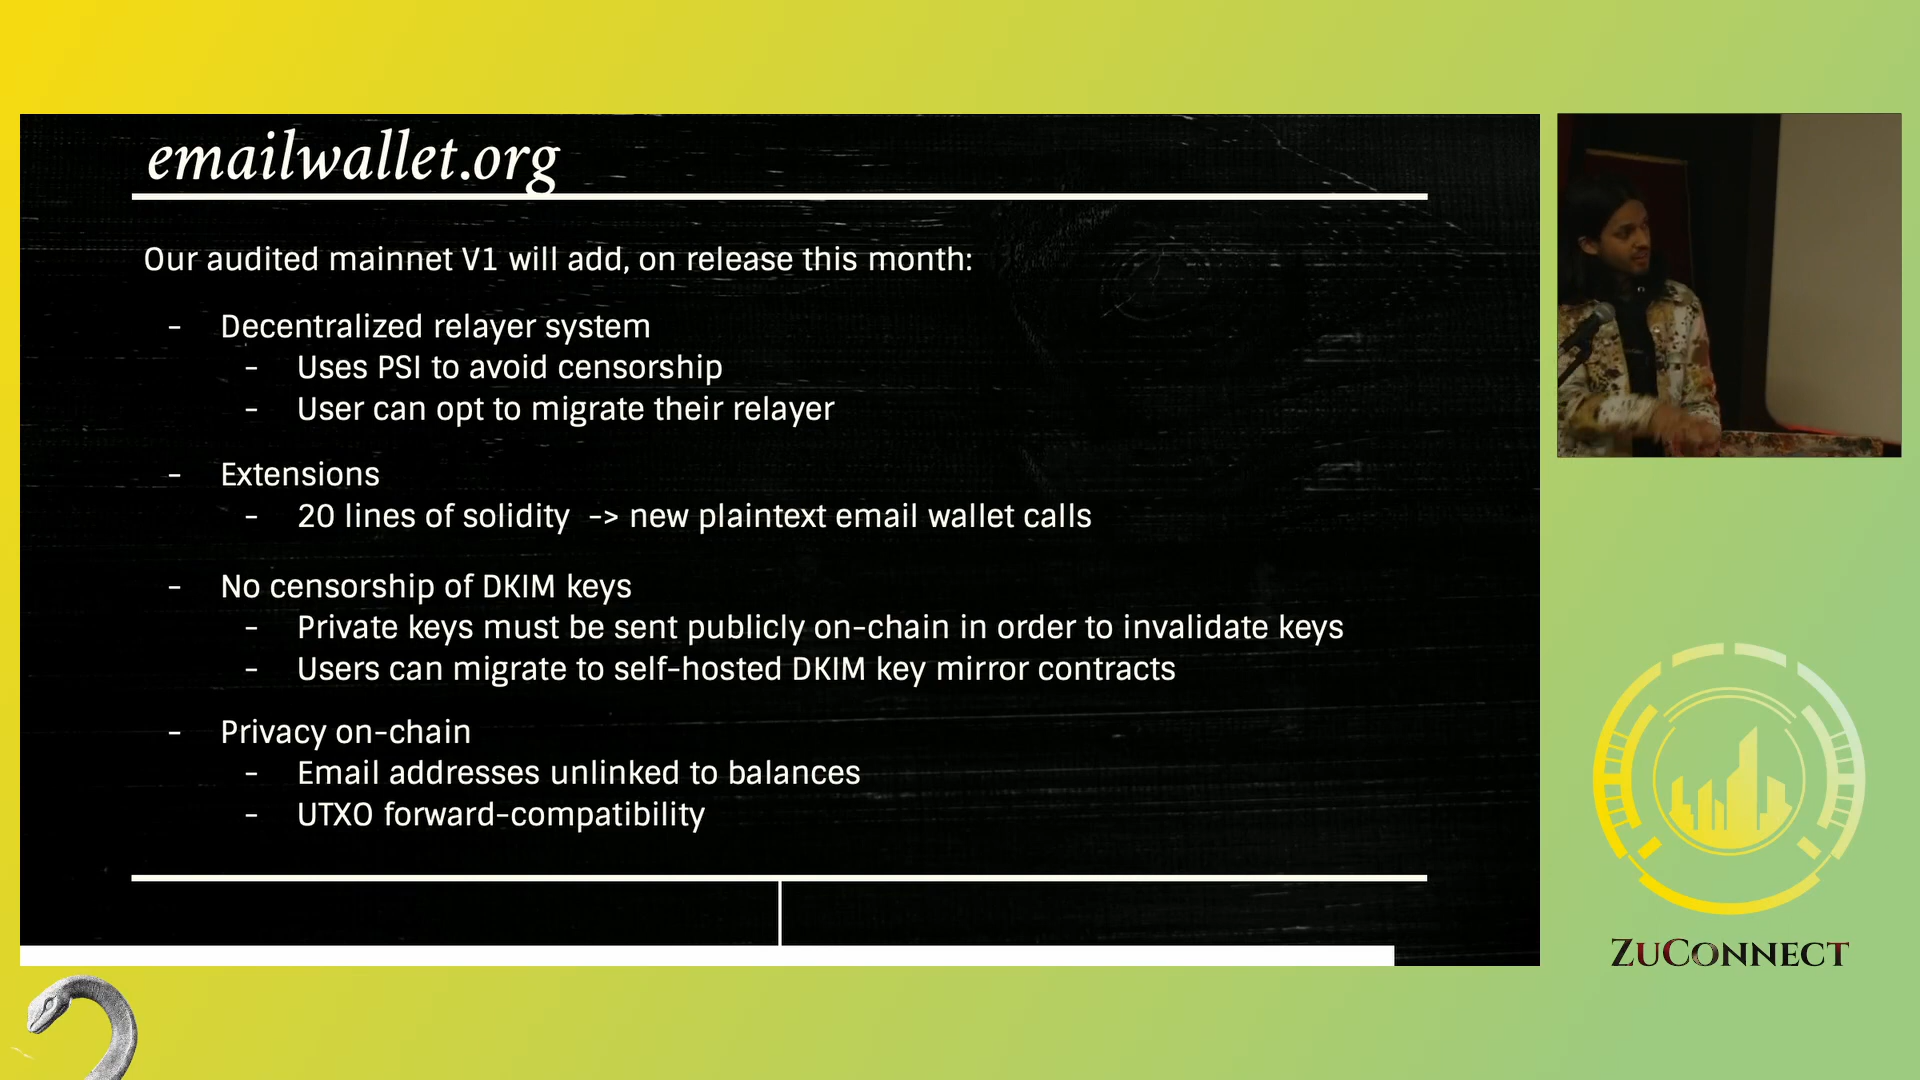 emailwallet.org
Our audited mainnet V1 will add, on release this month:
- Decentralized relayer system
- Uses PSI to avoid censorship
- User can opt to migrate their relayer
- Extensions
- 20 lines of solidity -> new plaintext email wallet calls
- No censorship of DKIM keys
- Private keys must be sent publicly on-chain in order to invalidate keys
- Users can migrate to self-hosted DKIM key mirror contracts
- Privacy on-chain
- Email addresses unlinked to balances
- UTXO forward-compatibility
ZUCONNECT